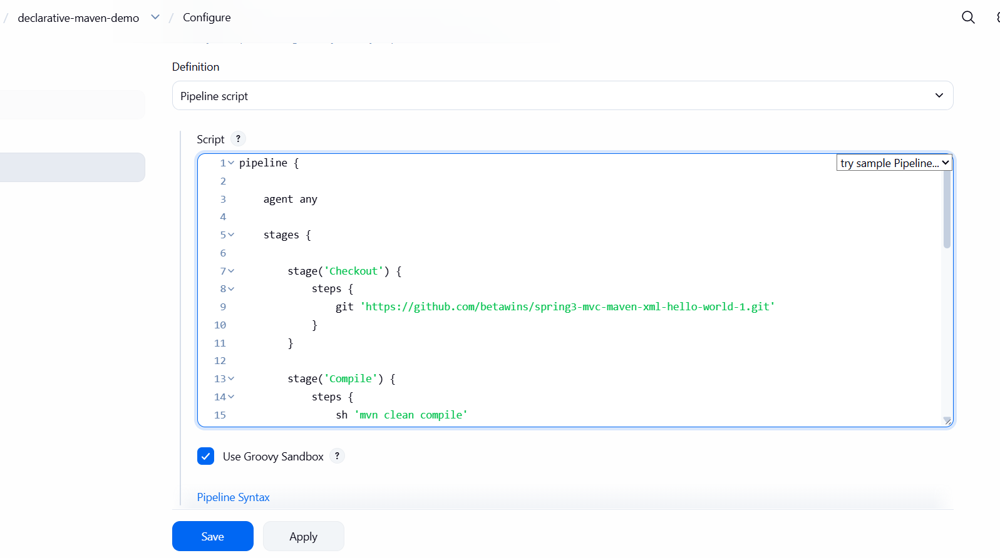 / declarative-maven-demo / Configure
Definition
Pipeline script
Script ?
try sample Pipeline...
1 pipeline {
2
3 agent any
4
5 stages {
6
7 stage('Checkout') {
8 steps {
9 git 'https://github.com/betawins/spring3-mvc-maven-xml-hello-world-1.git'
10 }
11 }
12
13 stage('Compile') {
14 steps {
15 sh 'mvn clean compile'
Use Groovy Sandbox ?
Pipeline Syntax
Save Apply